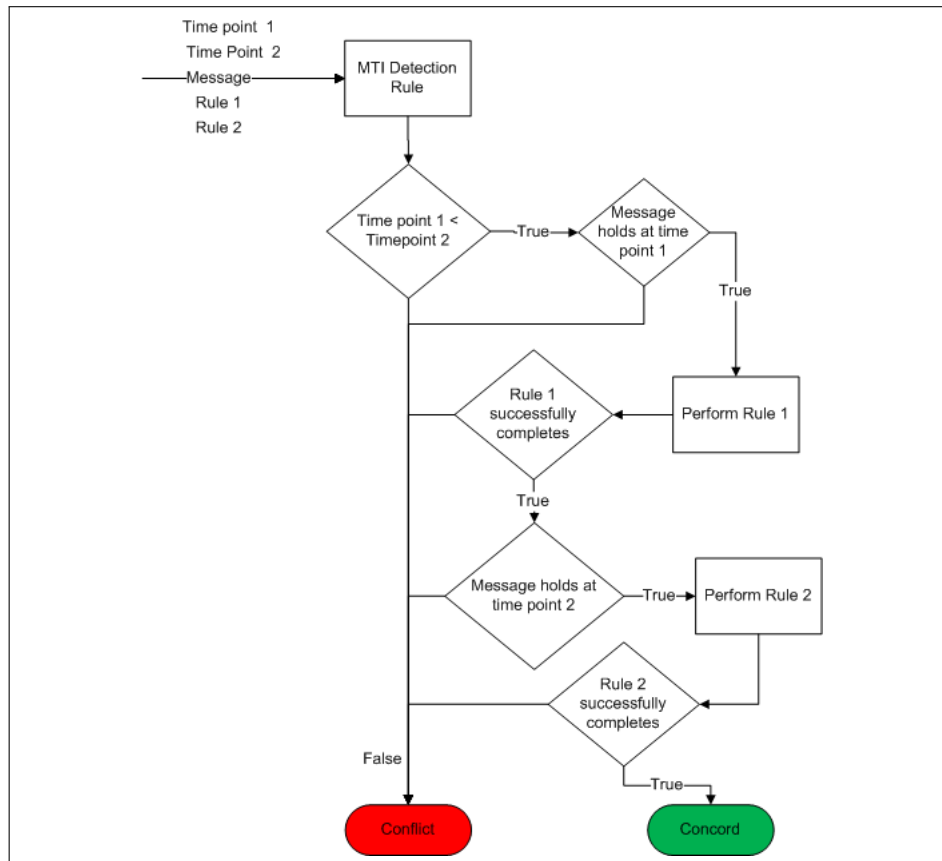 Time point 1
Time Point 2
Message
Rule 1
Rule 2
MTI Detection
Rule
Time point 1 <
Timepoint 2
True
Message
holds at time
point 1
True
Rule 1
successfully
completes
Perform Rule 1
True
Message holds at
time point 2
True
Perform Rule 2
Rule 2
successfully
completes
False
True
Conflict
Concord